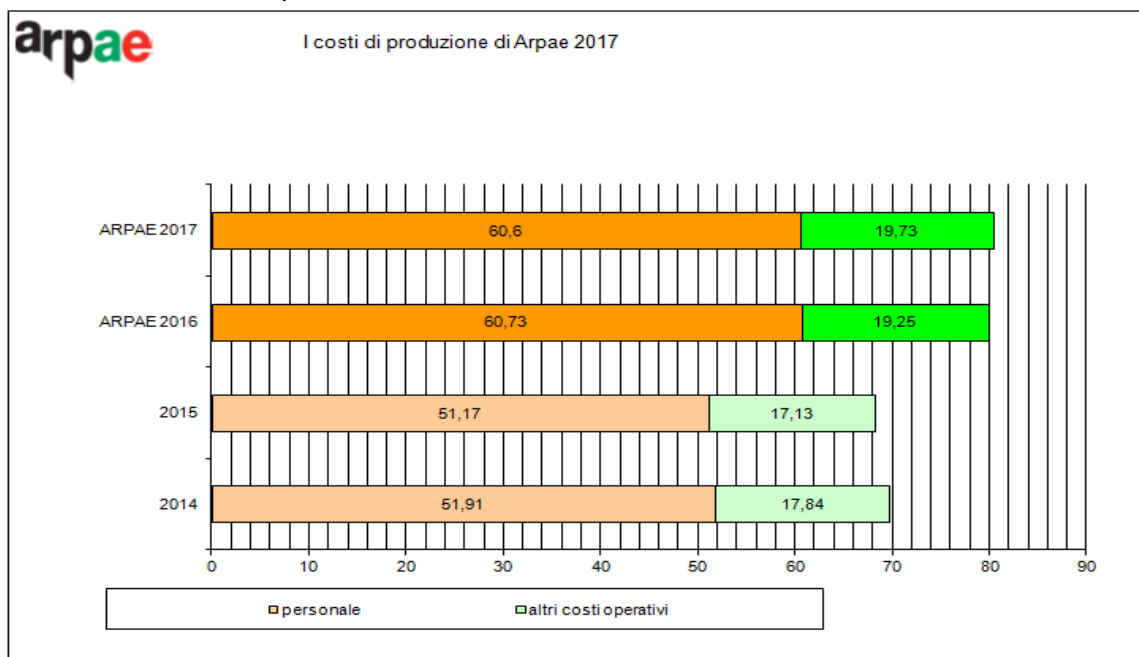 arpae
I costi di produzione di Arpae 2017
ARPAE 2017
60,6
19,73
ARPAE 2016
60,73
19,25
2015
51,17
17,13
2014
51,91
17,84
0 10 20 30 40 50 60 70 80 90
personale altri costi operativi